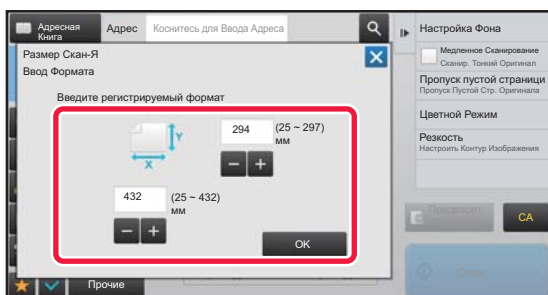 Адресная Книга
Адрес
Коснитесь для Ввода Адреса
Настройка Фона
Размер Скан-Я
Ввод Формата
Медленное Сканирование
Сканир. Тонкий Оригинал
Введите регистрируемый формат
Пропуск пустой страници
Пропуск Пустой Стр. Оригинала
294
(25 ~ 297)
мм
Y
X
Цветной Режим
Резкость
Настроить Контур Изображения
432
(25 ~ 432)
мм
OK
Предварит
CA
Старт
Прочие